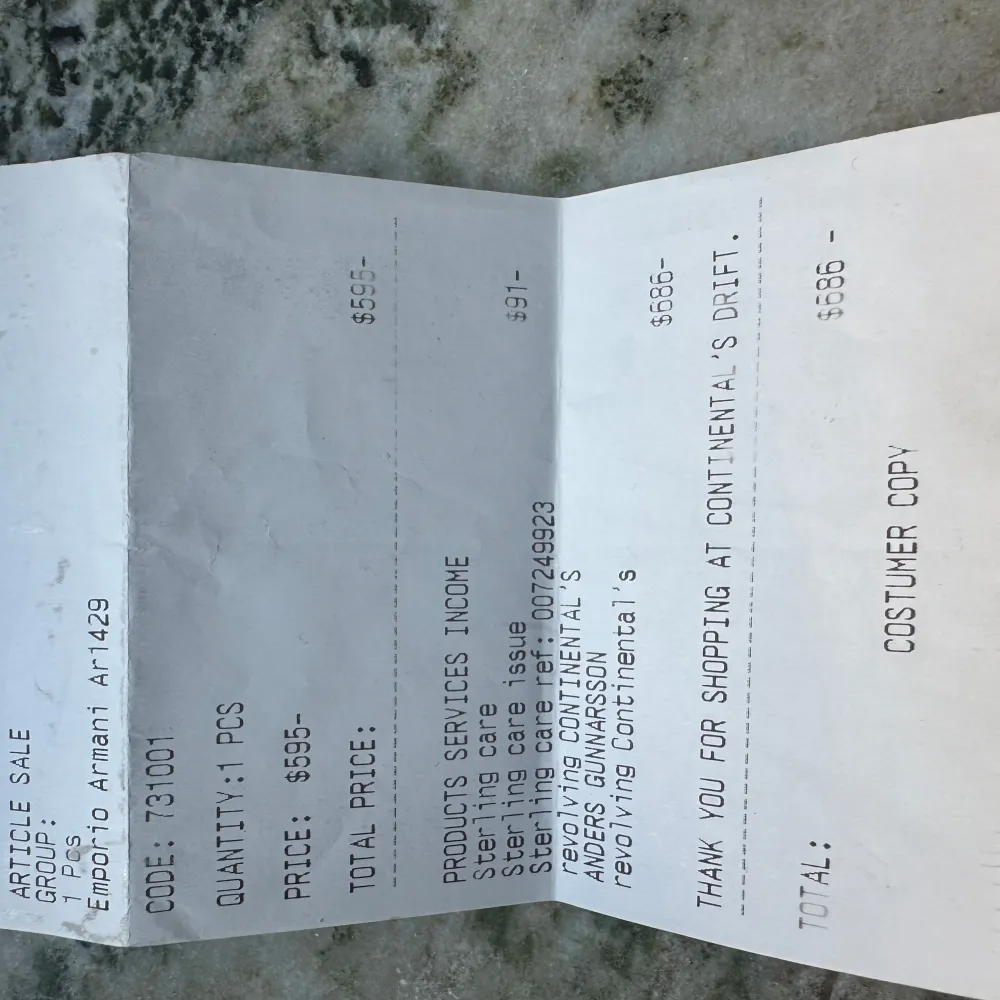 ARTICLE SALE
GROUP:
1 Pcs
Emporio Armani Ar1429
CODE: 731001
QUANTITY:1 PCS
PRICE: $595-
TOTAL PRICE: $595-
PRODUCTS SERVICES INCOME
Sterling care $91-
Sterling care issue
Sterling care ref: 007249923
revolving CONTINENTAL'S
ANDERS GUNNARSSON
revolving Continental's
$686-
THANK YOU FOR SHOPPING AT CONTINENTAL'S DRIFT.
TOTAL: $686 -
COSTUMER COPY